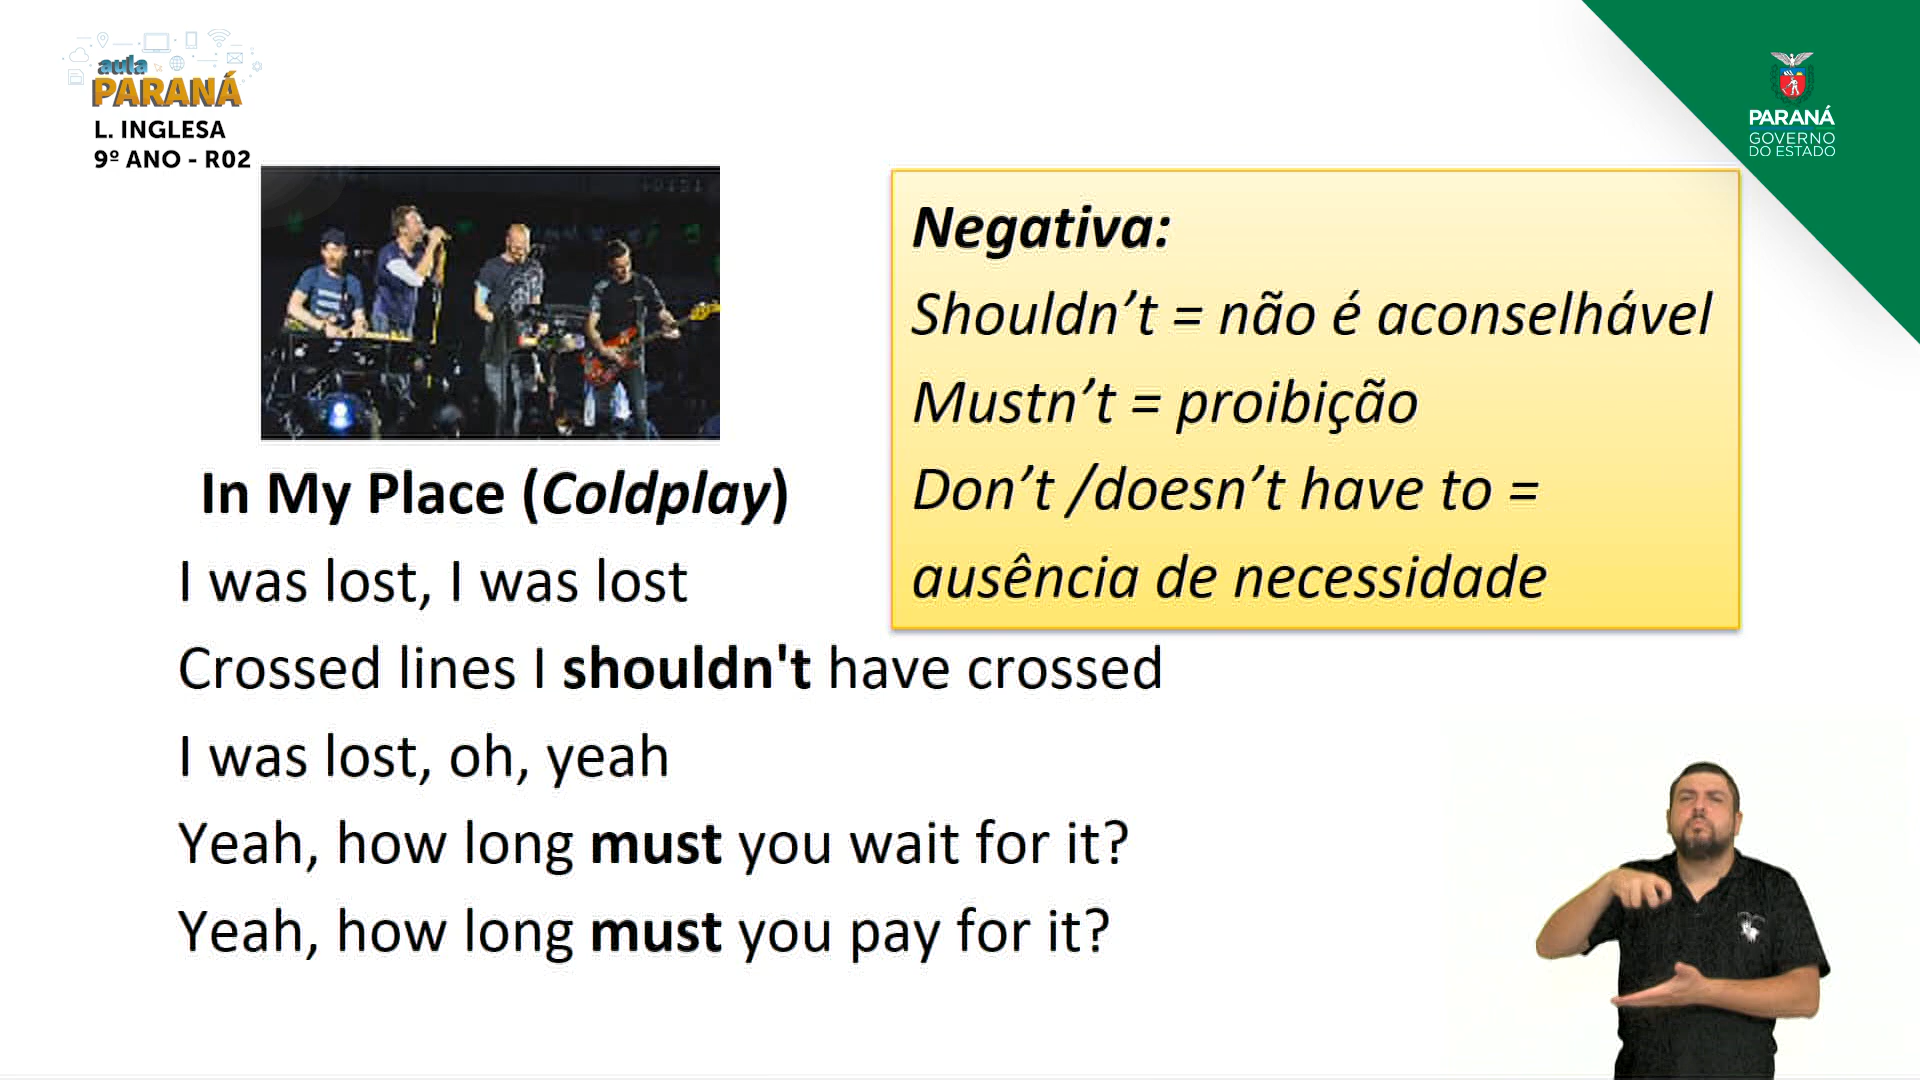 aula
PARANÁ
L. INGLESA
9º ANO - R02
PARANÁ
GOVERNO
DO ESTADO
Negativa:
Shouldn’t = não é aconselhável
Mustn’t = proibição
Don’t /doesn’t have to =
ausência de necessidade
In My Place (Coldplay)
I was lost, I was lost
Crossed lines I shouldn't have crossed
I was lost, oh, yeah
Yeah, how long must you wait for it?
Yeah, how long must you pay for it?